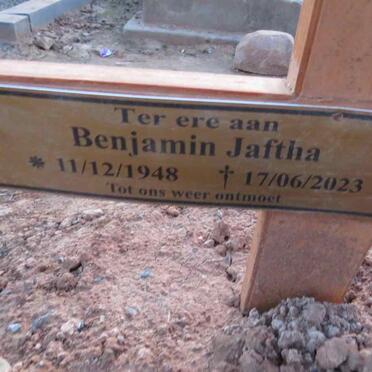 Ter ere aan
Benjamin Jaftha
* 11/12/1948 † 17/06/2023
Tot ons weer ontmoet